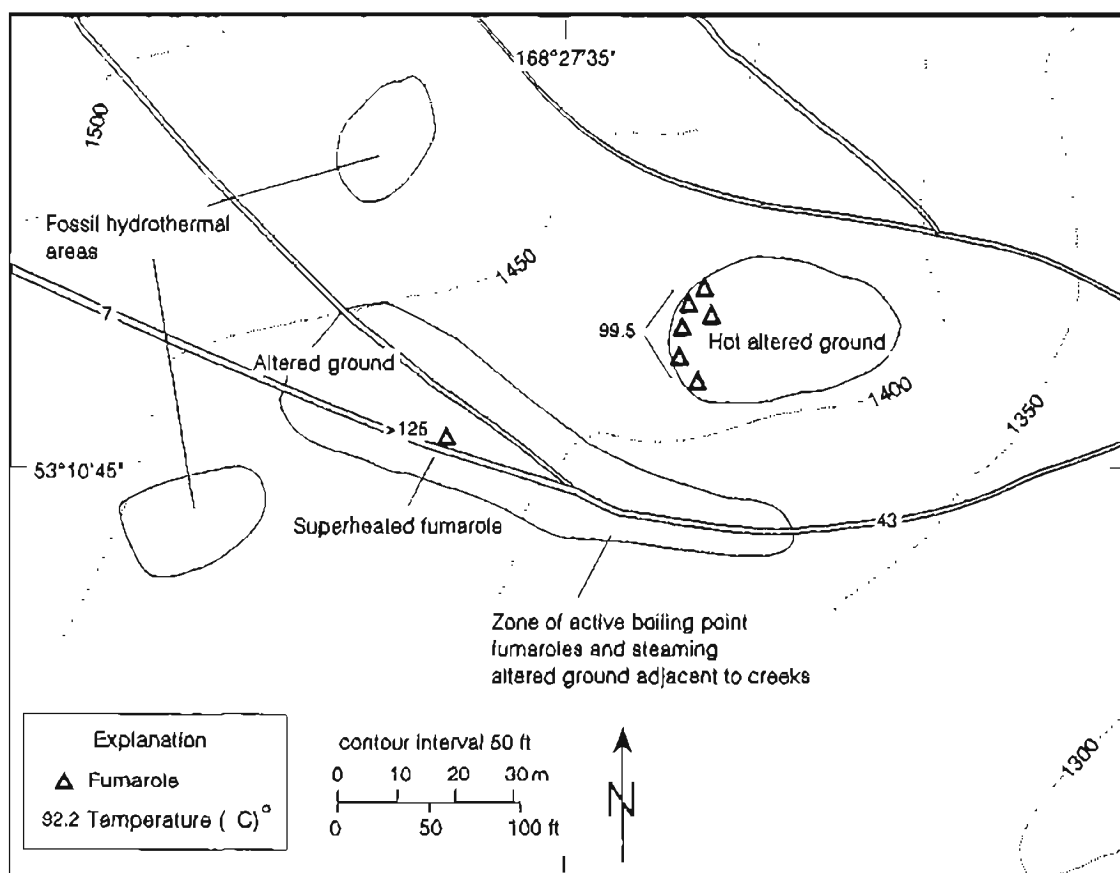 168°27'35"
1500
Fossil hydrothermal
areas
1450
7
99.5
Hot altered ground
Altered ground
1400
1350
>125
53°10'45"
Superheated fumarole
43
Zone of active boiling point
fumaroles and steaming
altered ground adjacent to creeks
1300
Explanation
Fumarole
92.2 Temperature ( C)°
contour interval 50 ft
0 10 20 30 m
0 50 100 ft
N